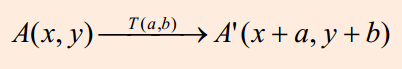 A(x, y) —T(a,b)→ A'(x + a, y + b)